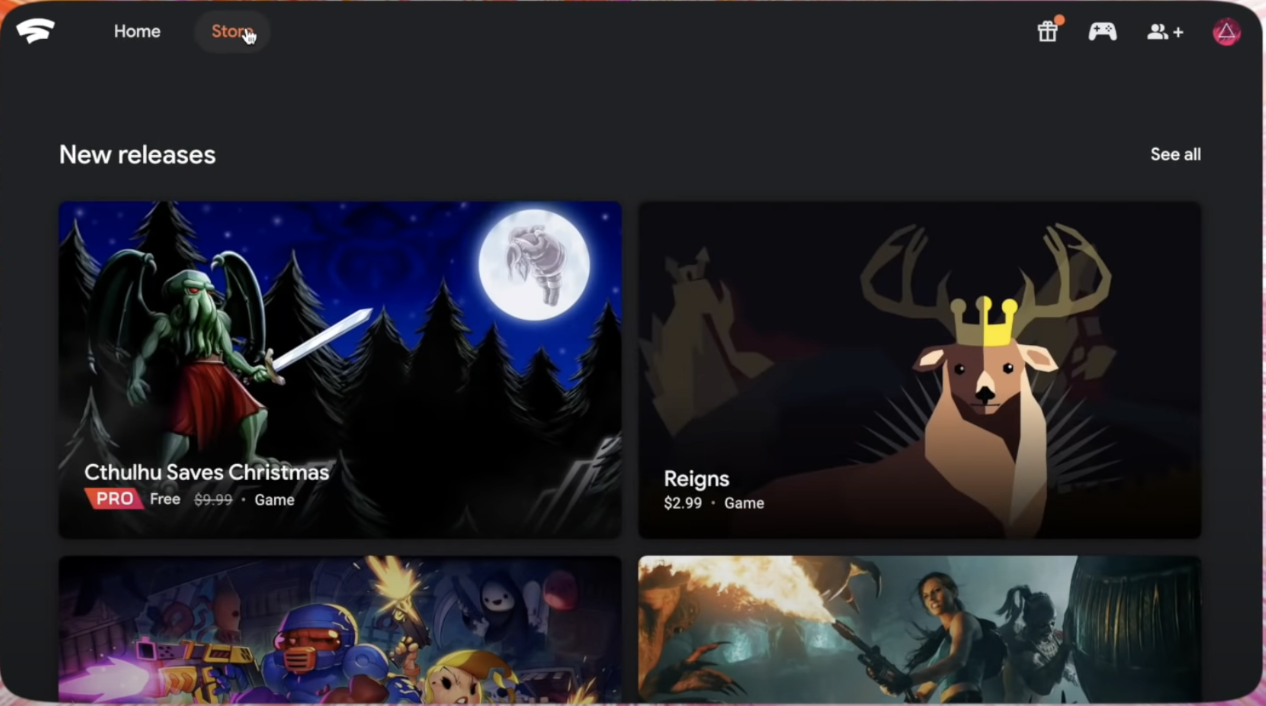 Home
Store
New releases
See all
Cthulhu Saves Christmas
PRO Free $9.99 • Game
Reigns
$2.99 • Game